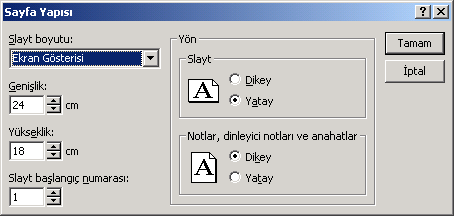 Sayfa Yapısı
Slayt boyutu:
Ekran Gösterisi
Genişlik:
24 cm
Yükseklik:
18 cm
Slayt başlangıç numarası:
1
Yön
Slayt
A
Dikey
Yatay
Notlar, dinleyici notları ve anahatlar
A
Dikey
Yatay
Tamam
İptal